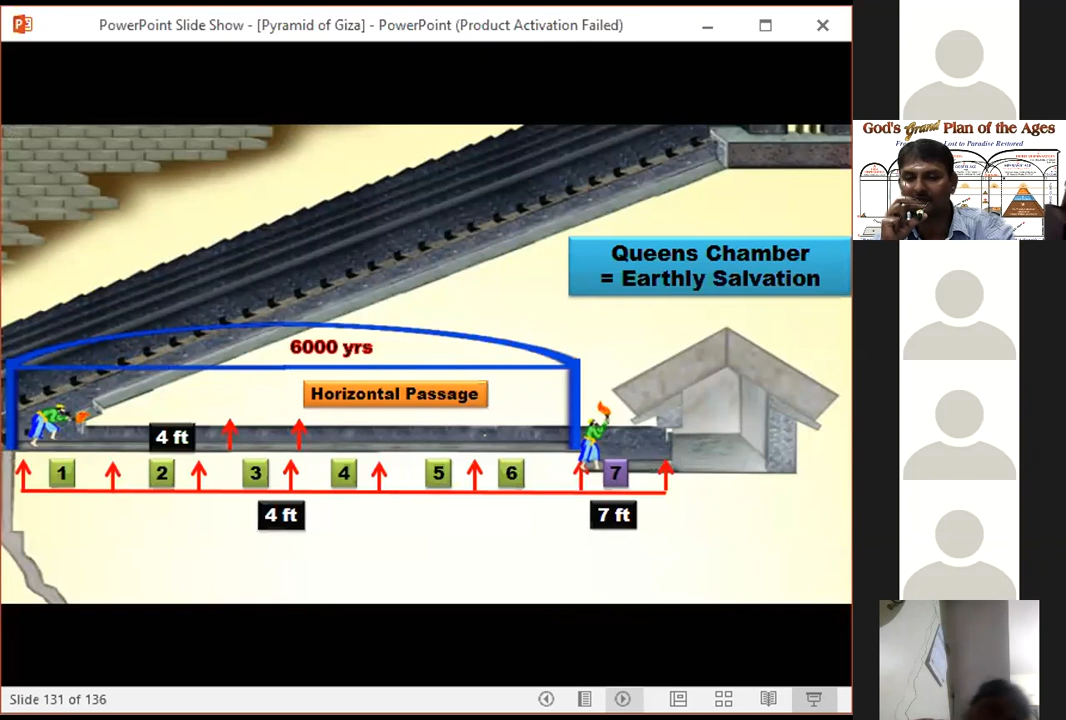 PowerPoint Slide Show - [Pyramid of Giza] - PowerPoint (Product Activation Failed)
God's Grand Plan of the Ages
Queens Chamber
= Earthly Salvation
6000 yrs
Horizontal Passage
4 ft
1 2 3 4 5 6 7
4 ft 7 ft
Slide 131 of 136